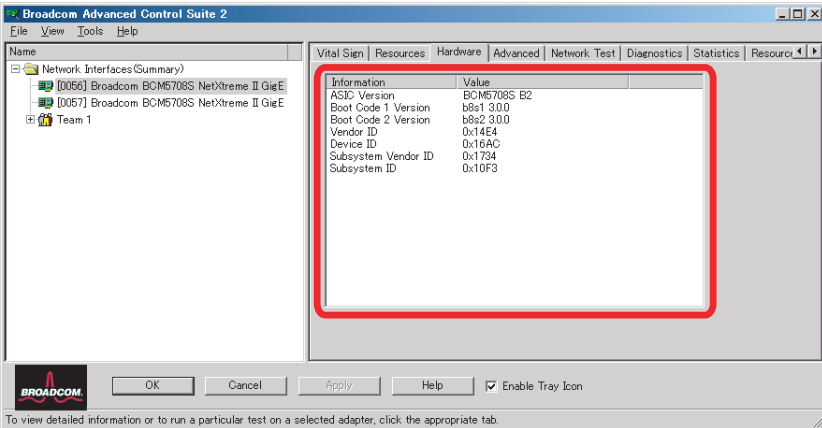 Broadcom Advanced Control Suite 2
File View Tools Help
Name
Network Interfaces(Summary)
[0056] Broadcom BCM5708S NetXtreme II GigE
[0057] Broadcom BCM5708S NetXtreme II GigE
Team 1
Vital Sign Resources Hardware Advanced Network Test Diagnostics Statistics Resource
Information Value
ASIC Version BCM5708S B2
Boot Code 1 Version b8s1 3.0.0
Boot Code 2 Version b8s2 3.0.0
Vendor ID 0x14E4
Device ID 0x16AC
Subsystem Vendor ID 0x1734
Subsystem ID 0x10F3
BROADCOM.
OK Cancel Apply Help Enable Tray Icon
To view detailed information or to run a particular test on a selected adapter, click the appropriate tab.